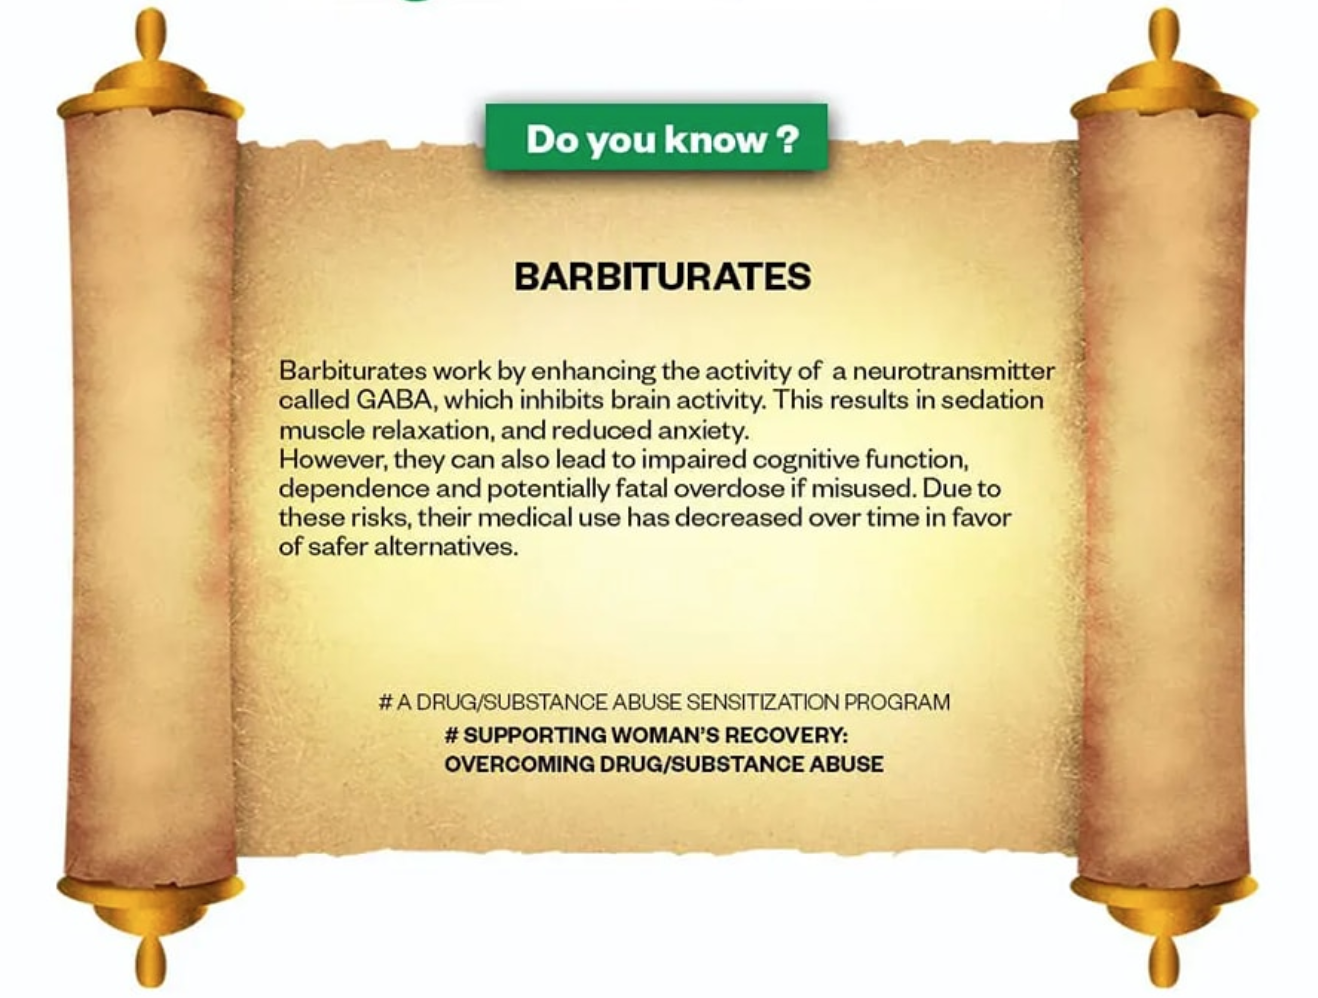 Do you know ?
BARBITURATES
Barbiturates work by enhancing the activity of a neurotransmitter
called GABA, which inhibits brain activity. This results in sedation
muscle relaxation, and reduced anxiety.
However, they can also lead to impaired cognitive function,
dependence and potentially fatal overdose if misused. Due to
these risks, their medical use has decreased over time in favor
of safer alternatives.
# A DRUG/SUBSTANCE ABUSE SENSITIZATION PROGRAM
# SUPPORTING WOMAN'S RECOVERY:
OVERCOMING DRUG/SUBSTANCE ABUSE